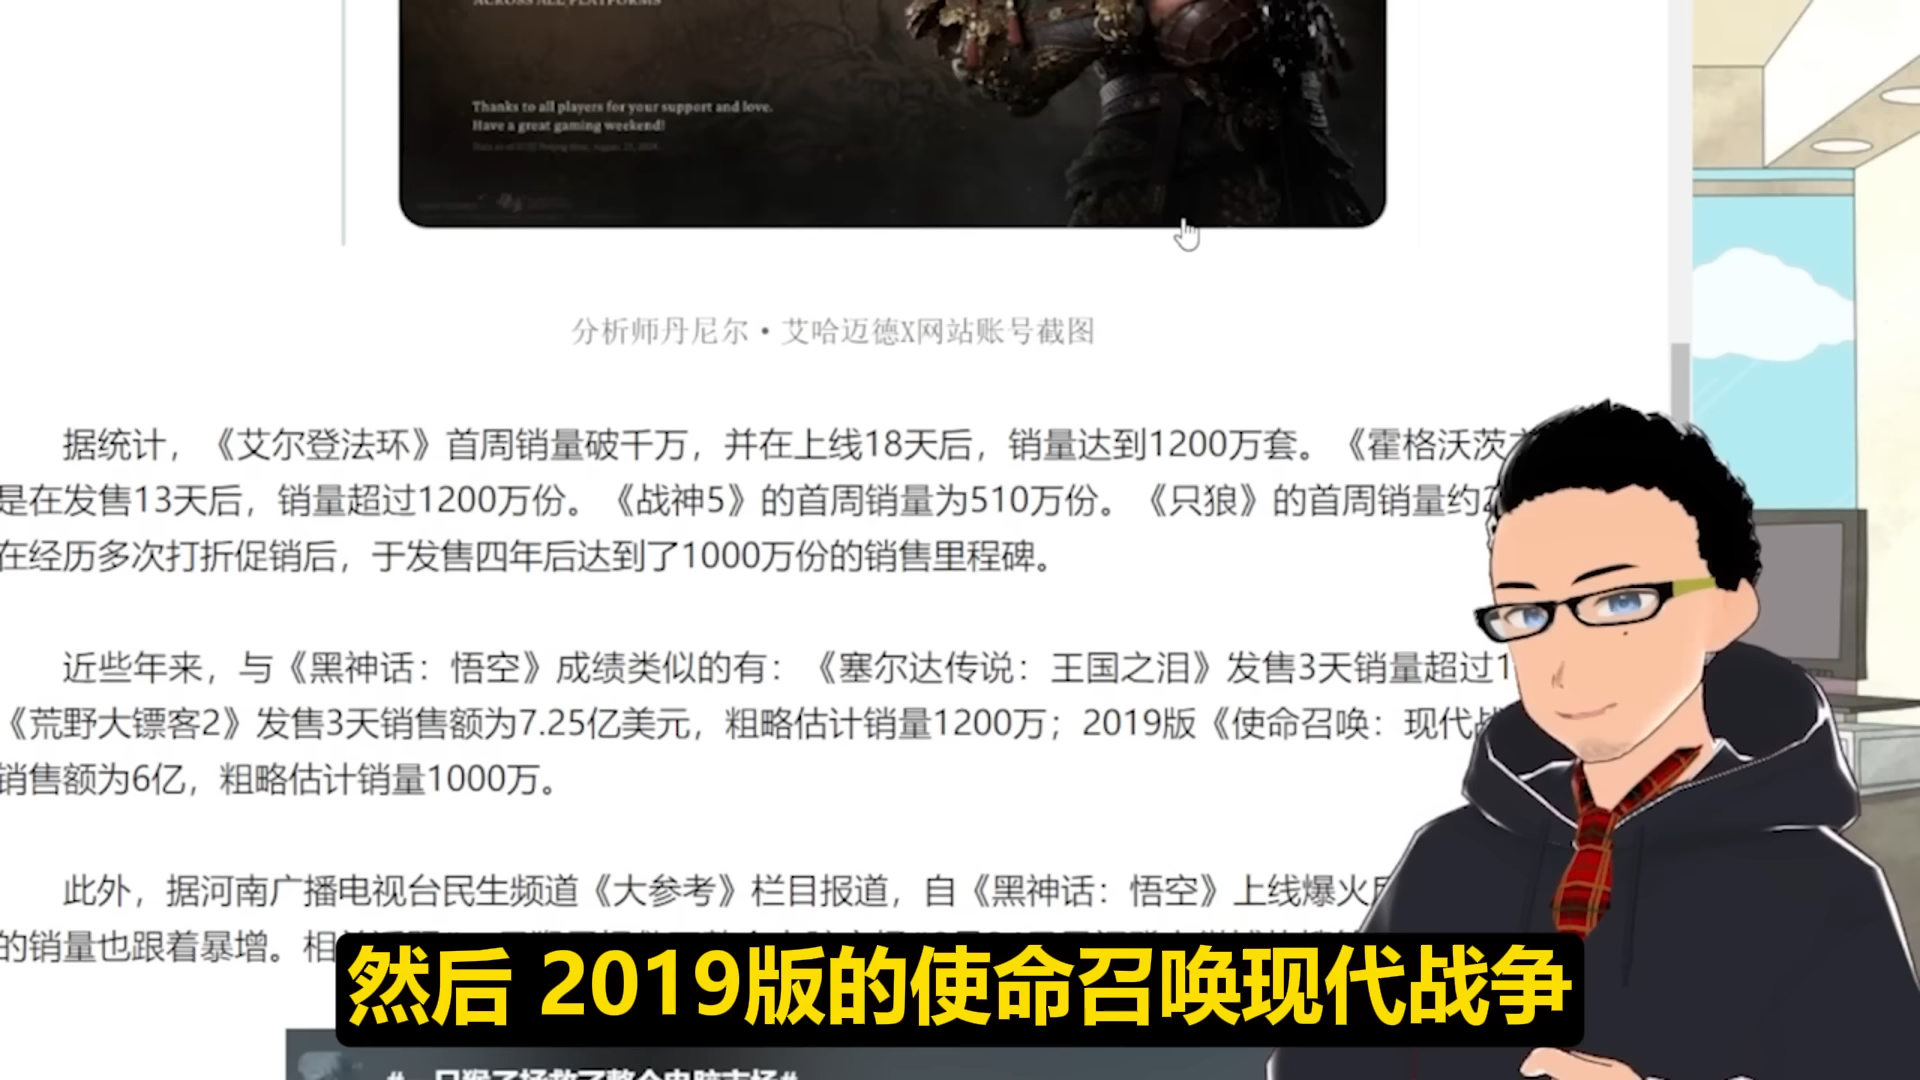 ACROSS ALL PLATFORMS
Thanks to all players for your support and love.
Have a great gaming weekend!
分析师丹尼尔·艾哈迈德X网站账号截图
据统计，《艾尔登法环》首周销量破千万，并在上线18天后，销量达到1200万套。《霍格沃茨
是在发售13天后，销量超过1200万份。《战神5》的首周销量为510万份。《只狼》的首周销量约
在经历多次打折促销后，于发售四年后达到了1000万份的销售里程碑。
近些年来，与《黑神话：悟空》成绩类似的有：《塞尔达传说：王国之泪》发售3天销量超过1
《荒野大镖客2》发售3天销售额为7.25亿美元，粗略估计销量1200万；2019版《使命召唤：现代
销售额为6亿，粗略估计销量1000万。
此外，据河南广播电视台民生频道《大参考》栏目报道，自《黑神话：悟空》上线爆火
的销量也跟着暴增。相
然后 2019版的使命召唤现代战争